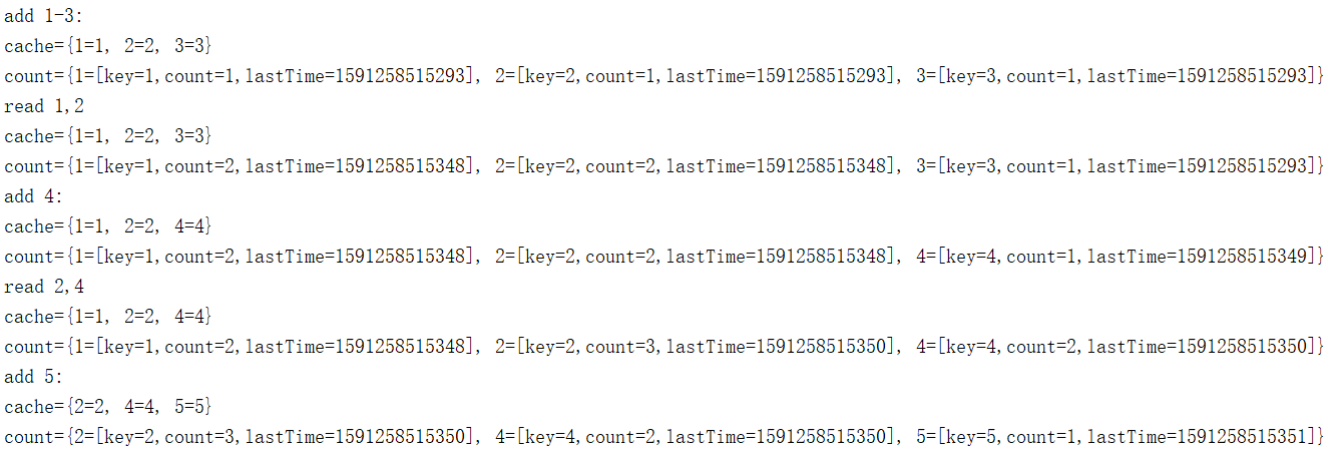 add 1-3:
cache={1=1, 2=2, 3=3}
count={1=[key=1,count=1,lastTime=1591258515293], 2=[key=2,count=1,lastTime=1591258515293], 3=[key=3,count=1,lastTime=1591258515293]}
read 1,2
cache={1=1, 2=2, 3=3}
count={1=[key=1,count=2,lastTime=1591258515348], 2=[key=2,count=2,lastTime=1591258515348], 3=[key=3,count=1,lastTime=1591258515293]}
add 4:
cache={1=1, 2=2, 4=4}
count={1=[key=1,count=2,lastTime=1591258515348], 2=[key=2,count=2,lastTime=1591258515348], 4=[key=4,count=1,lastTime=1591258515349]}
read 2,4
cache={1=1, 2=2, 4=4}
count={1=[key=1,count=2,lastTime=1591258515348], 2=[key=2,count=3,lastTime=1591258515350], 4=[key=4,count=2,lastTime=1591258515350]}
add 5:
cache={2=2, 4=4, 5=5}
count={2=[key=2,count=3,lastTime=1591258515350], 4=[key=4,count=2,lastTime=1591258515350], 5=[key=5,count=1,lastTime=1591258515351]}